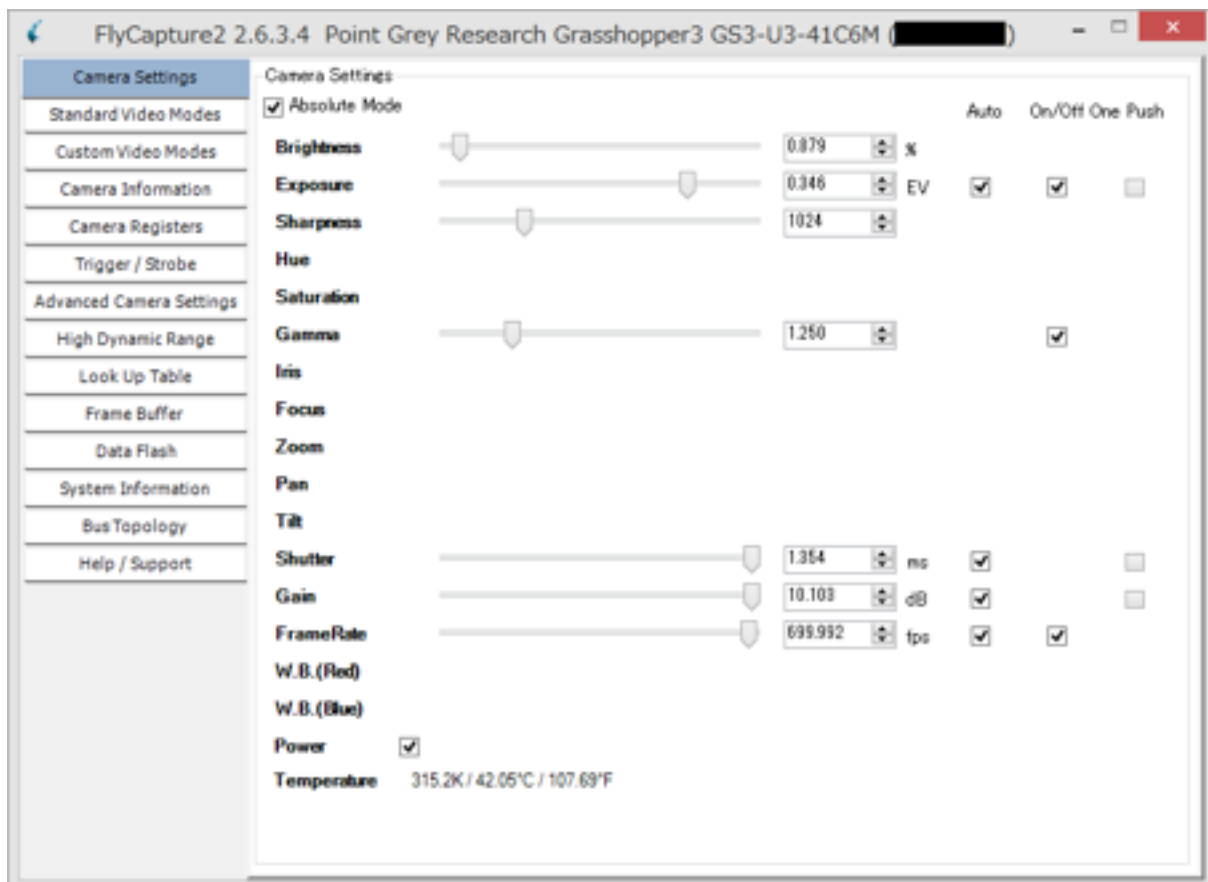 FlyCapture2 2.6.3.4 Point Grey Research Grasshopper3 GS3-U3-41C6M ( )
Camera Settings
Standard Video Modes
Custom Video Modes
Camera Information
Camera Registers
Trigger / Strobe
Advanced Camera Settings
High Dynamic Range
Look Up Table
Frame Buffer
Data Flash
System Information
Bus Topology
Help / Support
Camera Settings
Absolute Mode
Auto On/Off One Push
Brightness 0.879 %
Exposure 0.346 EV
Sharpness 1024
Hue
Saturation
Gamma 1.250
Iris
Focus
Zoom
Pan
Tilt
Shutter 1.354 ms
Gain 10.103 dB
FrameRate 699.992 fps
W.B.(Red)
W.B.(Blue)
Power
Temperature 315.2K / 42.05°C / 107.69°F